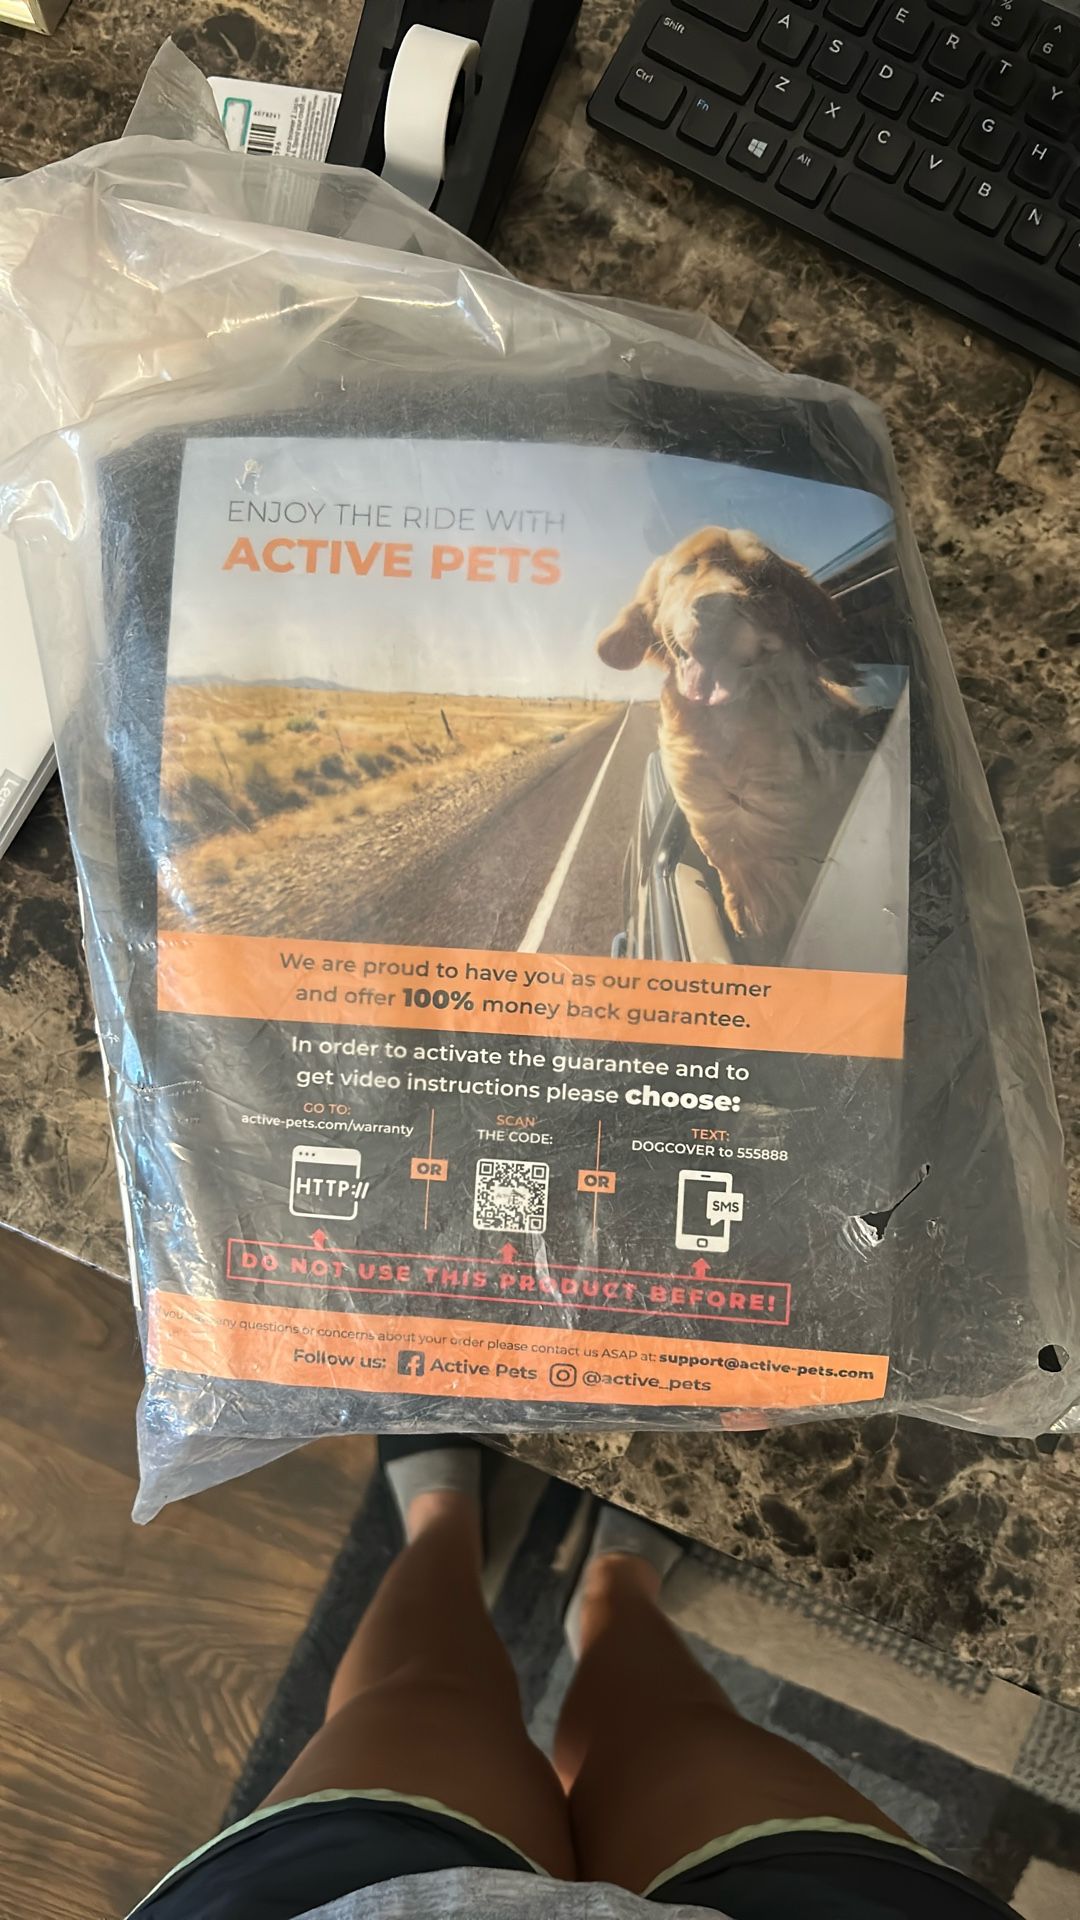 Shift
A
S
E
R
5
%
6
^
Ctrl
Fn
Z
X
D
F
T
Y
Alt
C
V
G
H
B
N
ENJOY THE RIDE WITH
ACTIVE PETS
We are proud to have you as our coustumer
and offer 100% money back guarantee.
In order to activate the guarantee and to
get video instructions please choose:
GO TO:
active-pets.com/warranty
HTTP://
OR
SCAN
THE CODE:
OR
TEXT:
DOGCOVER to 555888
SMS
DO NOT USE THIS PRODUCT BEFORE!
you any questions or concerns about your order please contact us ASAP at: support@active-pets.com
Follow us: Active Pets @active_pets